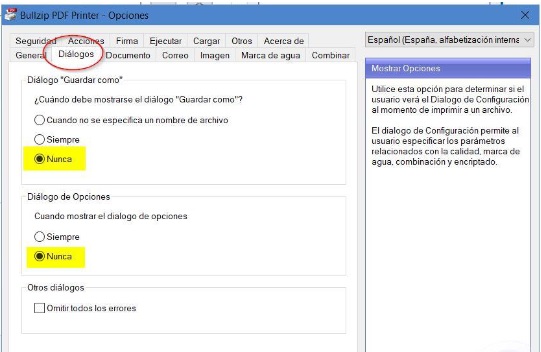 Bullzip PDF Printer - Opciones
Seguridad Acciones Firma Ejecutar Cargar Otros Acerca de
General Diálogos Documento Correo Imagen Marca de agua Combinar
Diálogo "Guardar como"
¿Cuándo debe mostrarse el diálogo "Guardar como"?
Cuando no se especifica un nombre de archivo
Siempre
Nunca
Diálogo de Opciones
Cuando mostrar el dialogo de opciones
Siempre
Nunca
Otros diálogos
Omitir todos los errores
Español (España, alfabetización interna
Mostrar Opciones
Utilice esta opción para determinar si el
usuario verá el Dialogo de Configuración
al momento de imprimir a un archivo.
El dialogo de Configuración permite al
usuario especificar los parámetros
relacionados con la calidad, marca de
agua, combinación y encriptado.